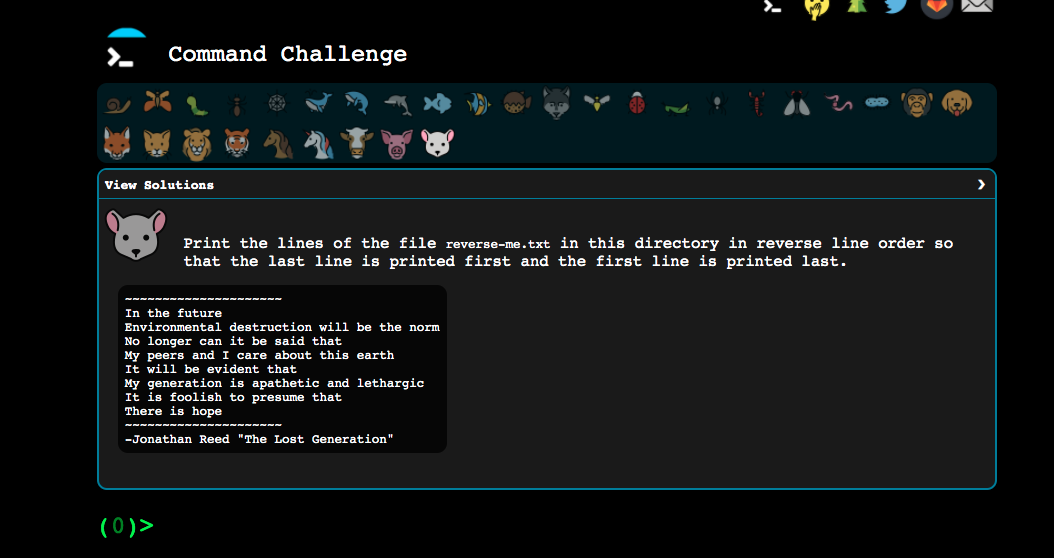 Command Challenge
View Solutions
Print the lines of the file reverse-me.txt in this directory in reverse line order so
that the last line is printed first and the first line is printed last.
~~~~~~~~~~~~~~~~~~~~~
In the future
Environmental destruction will be the norm
No longer can it be said that
My peers and I care about this earth
It will be evident that
My generation is apathetic and lethargic
It is foolish to presume that
There is hope
~~~~~~~~~~~~~~~~~~~~~
-Jonathan Reed "The Lost Generation"
(0)>